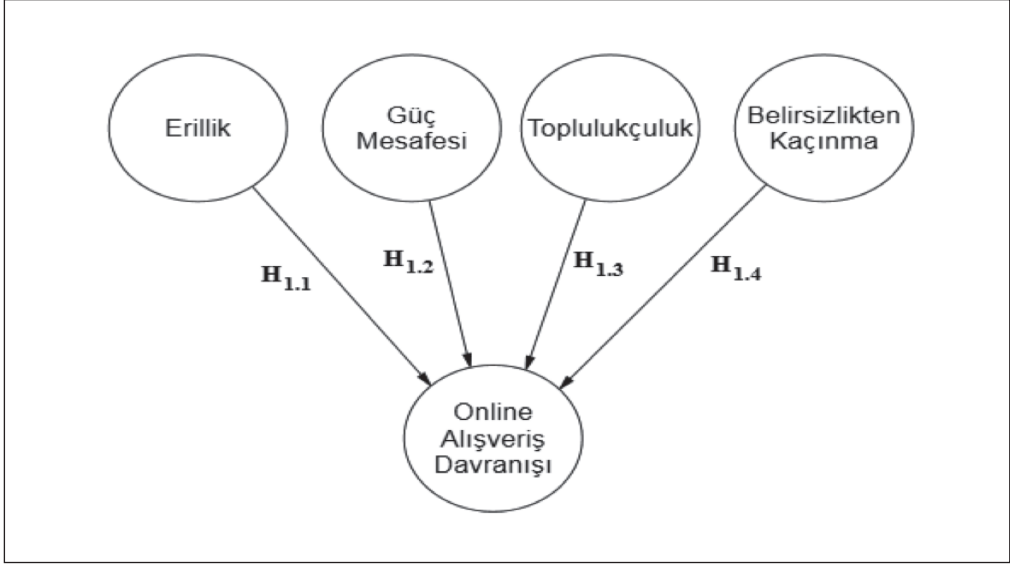 Erillik
Güç
Mesafesi
Toplulukçuluk
Belirsizlikten
Kaçınma
H1.1
H1.2
H1.3
H1.4
Online
Alışveriş
Davranışı